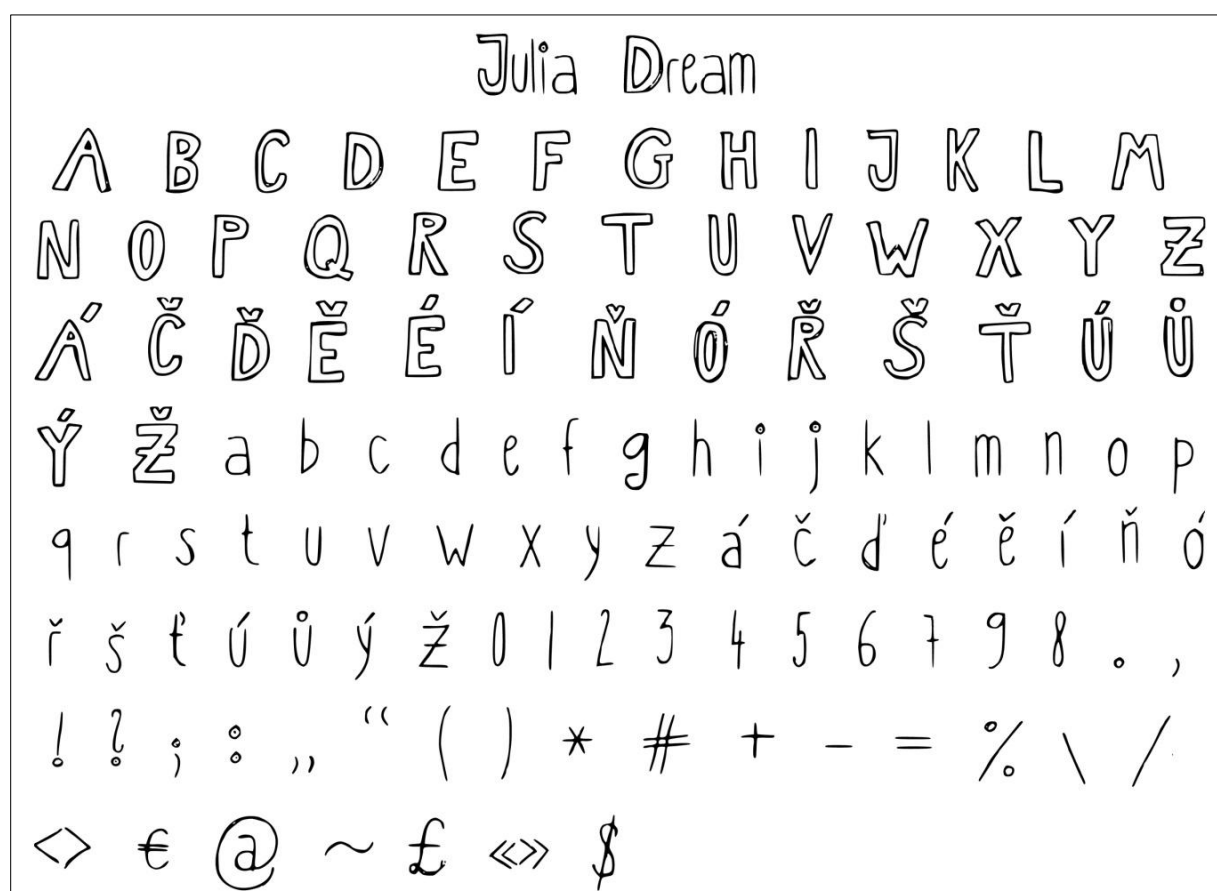 Julia Dream
A B C D E F G H I J K L M
N O P Q R S T U V W X Y Z
Á Č Ď Ě É Í Ň Ó Ř Š Ť Ú Ů
Ý Ž a b c d e f g h i j k l m n o p
q r s t u v w x y z á č ď é ě í ň ó
ř š ť ú ů ý ž 0 1 2 3 4 5 6 7 9 8 . ,
! ? ; : „ “ ( ) * # + - = % \ /
<> € @ ~ £ «» $